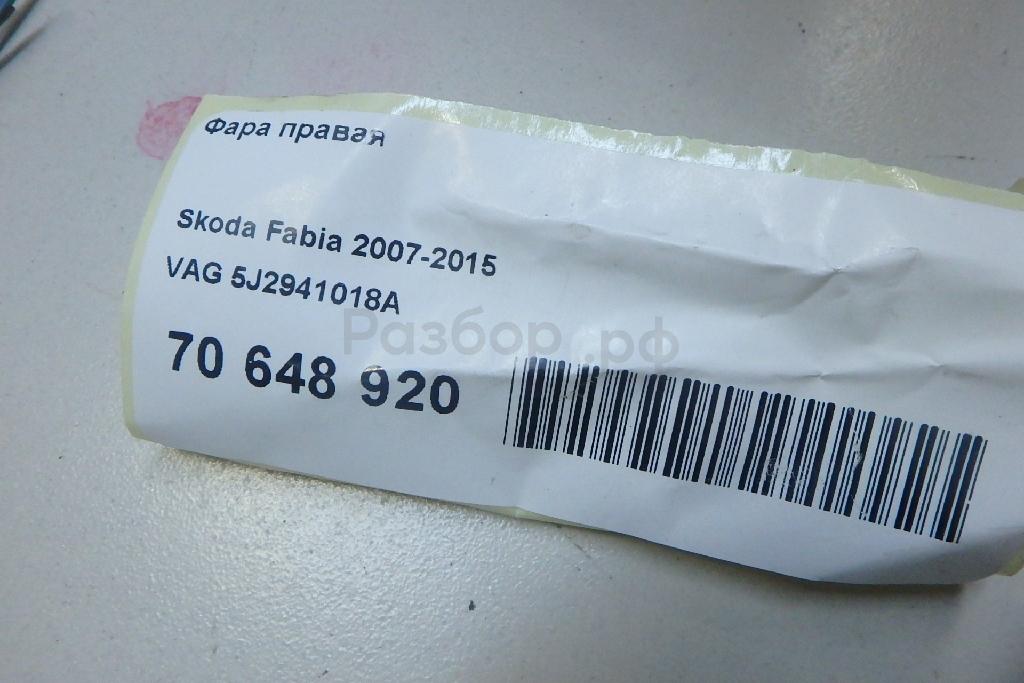 Фара правая
Skoda Fabia 2007-2015
VAG 5J2941018A
Разбор.рф
70 648 920